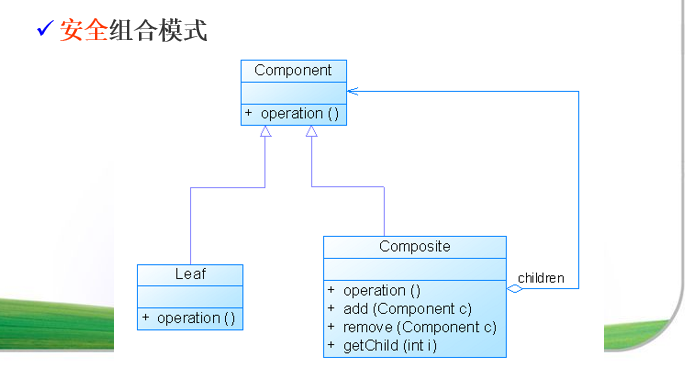 ✓ 安全组合模式
Component
+ operation ()
Leaf
+ operation ()
Composite
+ operation ()
+ add (Component c)
+ remove (Component c)
+ getChild (int i)
children